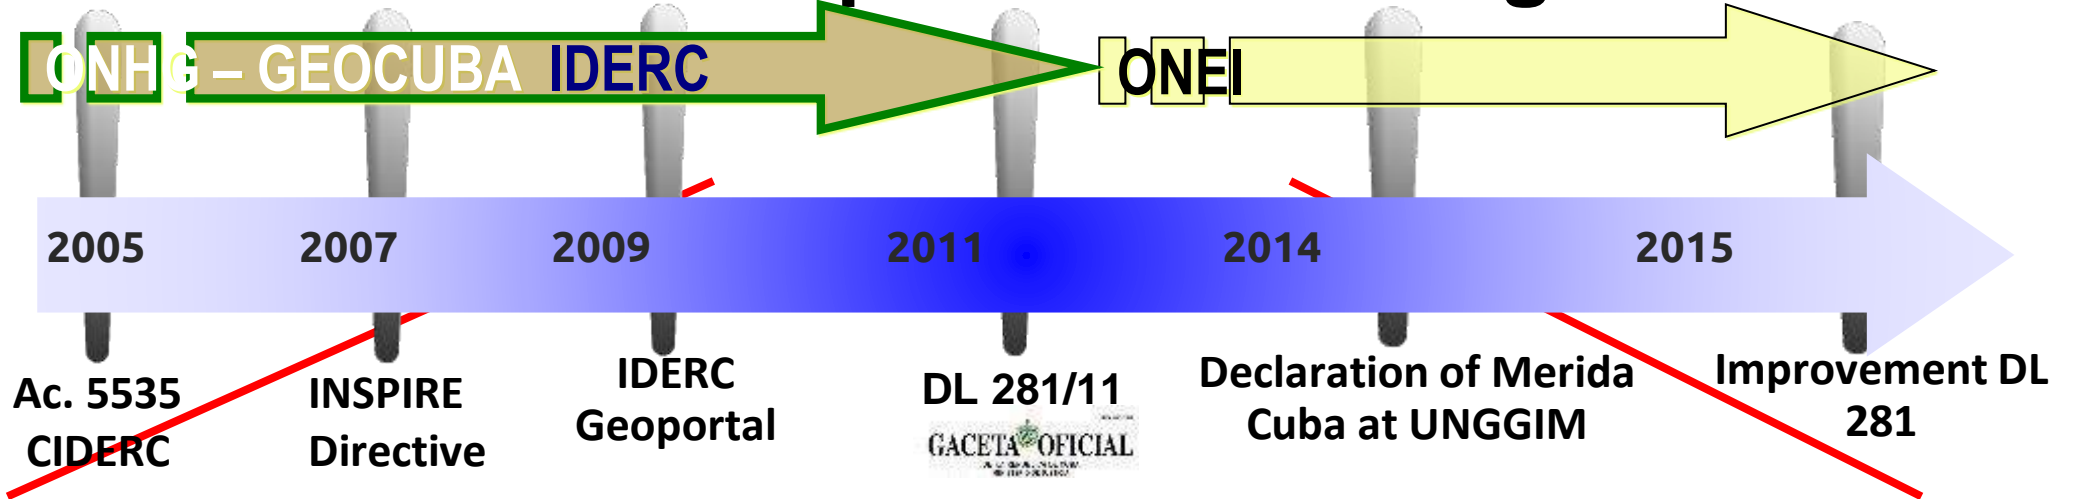 ONHG – GEOCUBA IDERC
ONEI
2005
2007
2009
2011
2014
2015
Ac. 5535
CIDERC
INSPIRE
Directive
IDERC
Geoportal
DL 281/11
GACETA OFICIAL
Declaration of Merida
Cuba at UNGGIM
Improvement DL
281